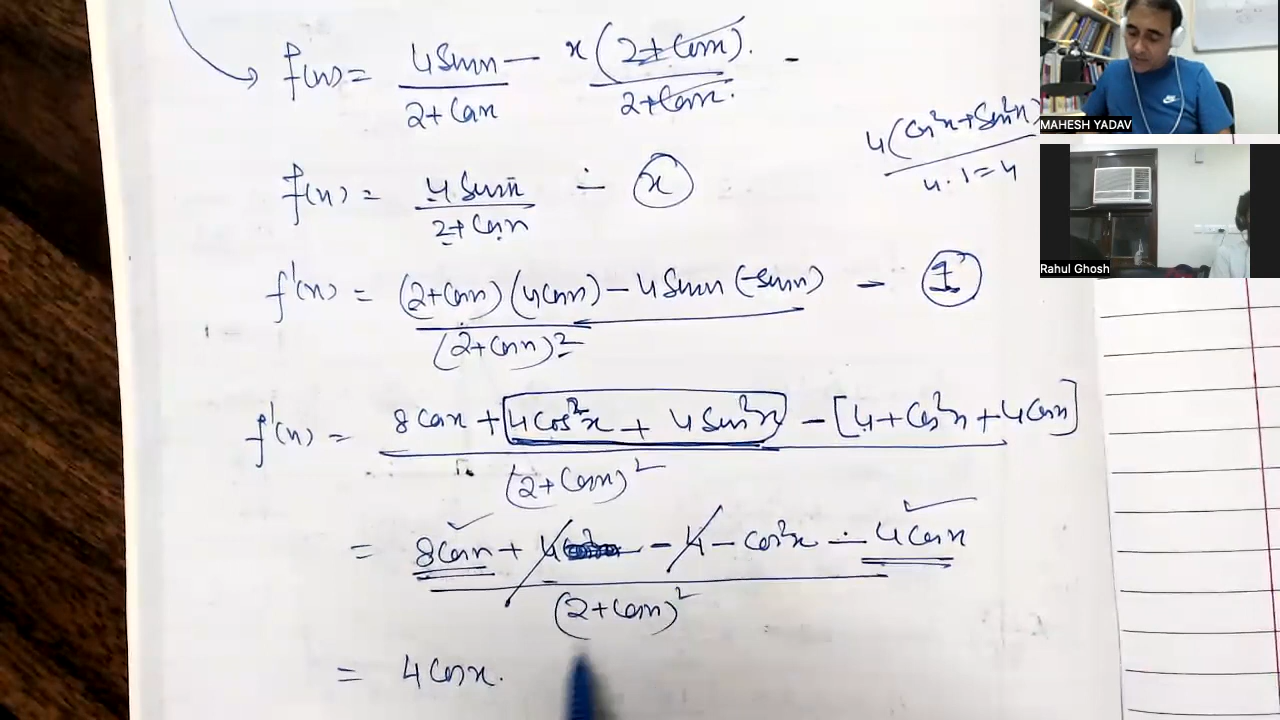 f(x) = 4Sinx/2+Cosx — x(2+Cosx)/2+Cosx. -
4(Cos²x+Sin²x)
4.1=4
f(x) = 4Sinx/2+Cosx - x
f'(x) = (2+Cosx)(4Cosx) - 4Sinx(-Sinx)/(2+Cosx)² - 1
f'(x) = 8Cosx + 4Cos²x + 4Sin²x - [4+Cos²x+4Cosx]/(2+Cosx)²
= 8Cosx + 4 - 4 - Cos²x - 4Cosx/(2+Cosx)²
= 4Cosx.
MAHESH YADAV
Rahul Ghosh